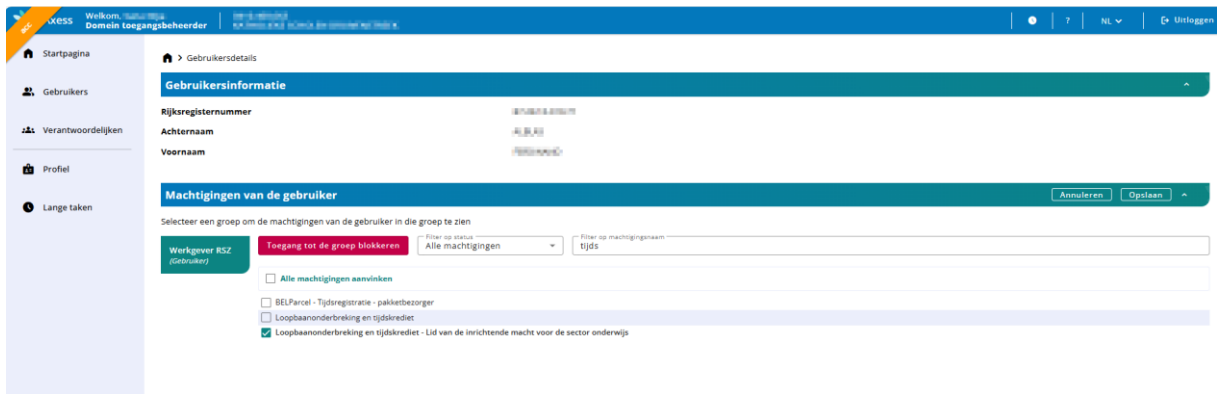 acc
xess
Welkom,
Domein toegangsbeheerder
?
NL
Uitloggen
Startpagina
Gebruikers
Verantwoordelijken
Profiel
Lange taken
> Gebruikersdetails
Gebruikersinformatie
Rijksregisternummer
Achternaam
Voornaam
Machtigingen van de gebruiker
Annuleren
Opslaan
Selecteer een groep om de machtigingen van de gebruiker in die groep te zien
Werkgever RSZ
(Gebruiker)
Toegang tot de groep blokkeren
Filter op status
Alle machtigingen
Filter op machtigingsnaam
tijds
Alle machtigingen aanvinken
BELParcel - Tijdsregistratie - pakketbezorger
Loopbaanonderbreking en tijdskrediet
Loopbaanonderbreking en tijdskrediet - Lid van de inrichtende macht voor de sector onderwijs